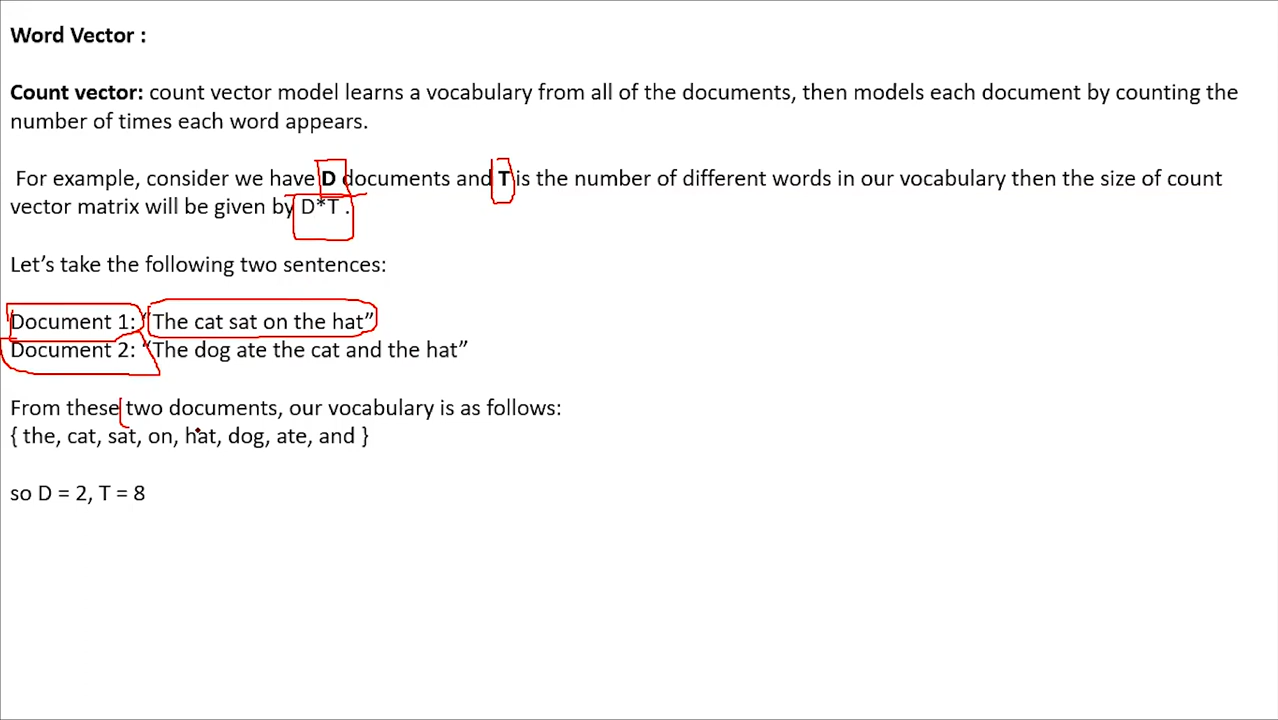 Word Vector :
Count vector: count vector model learns a vocabulary from all of the documents, then models each document by counting the
number of times each word appears.
For example, consider we have D documents and T is the number of different words in our vocabulary then the size of count
vector matrix will be given by D*T .
Let’s take the following two sentences:
Document 1: “The cat sat on the hat”
Document 2: “The dog ate the cat and the hat”
From these two documents, our vocabulary is as follows:
{ the, cat, sat, on, hat, dog, ate, and }
so D = 2, T = 8